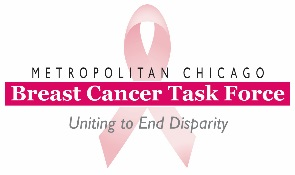 METROPOLITAN CHICAGO
Breast Cancer Task Force
Uniting to End Disparity